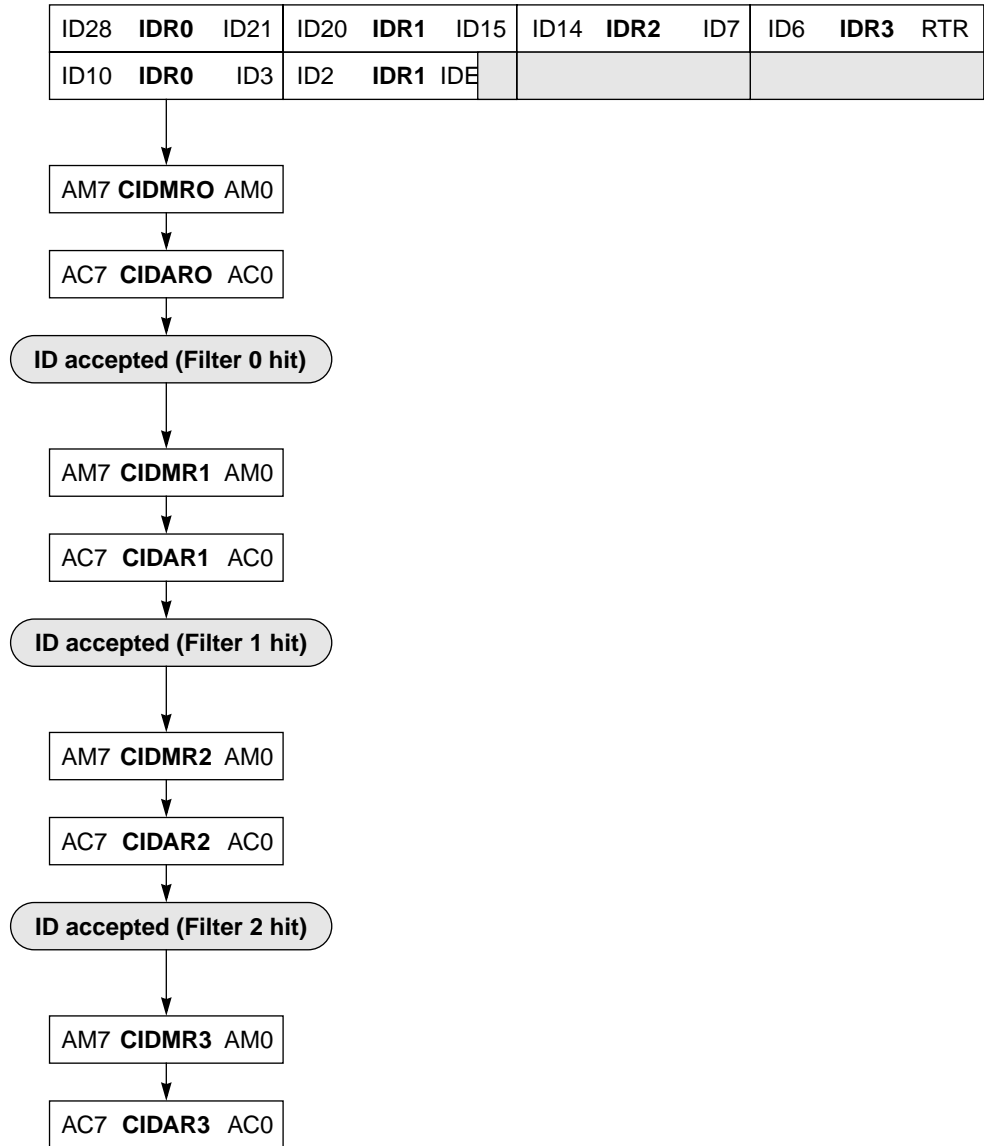 ID28 IDR0 ID21 ID20 IDR1 ID15 ID14 IDR2 ID7 ID6 IDR3 RTR
ID10 IDR0 ID3 ID2 IDR1 IDE
AM7 CIDMRO AM0
AC7 CIDARO AC0
ID accepted (Filter 0 hit)
AM7 CIDMR1 AM0
AC7 CIDAR1 AC0
ID accepted (Filter 1 hit)
AM7 CIDMR2 AM0
AC7 CIDAR2 AC0
ID accepted (Filter 2 hit)
AM7 CIDMR3 AM0
AC7 CIDAR3 AC0